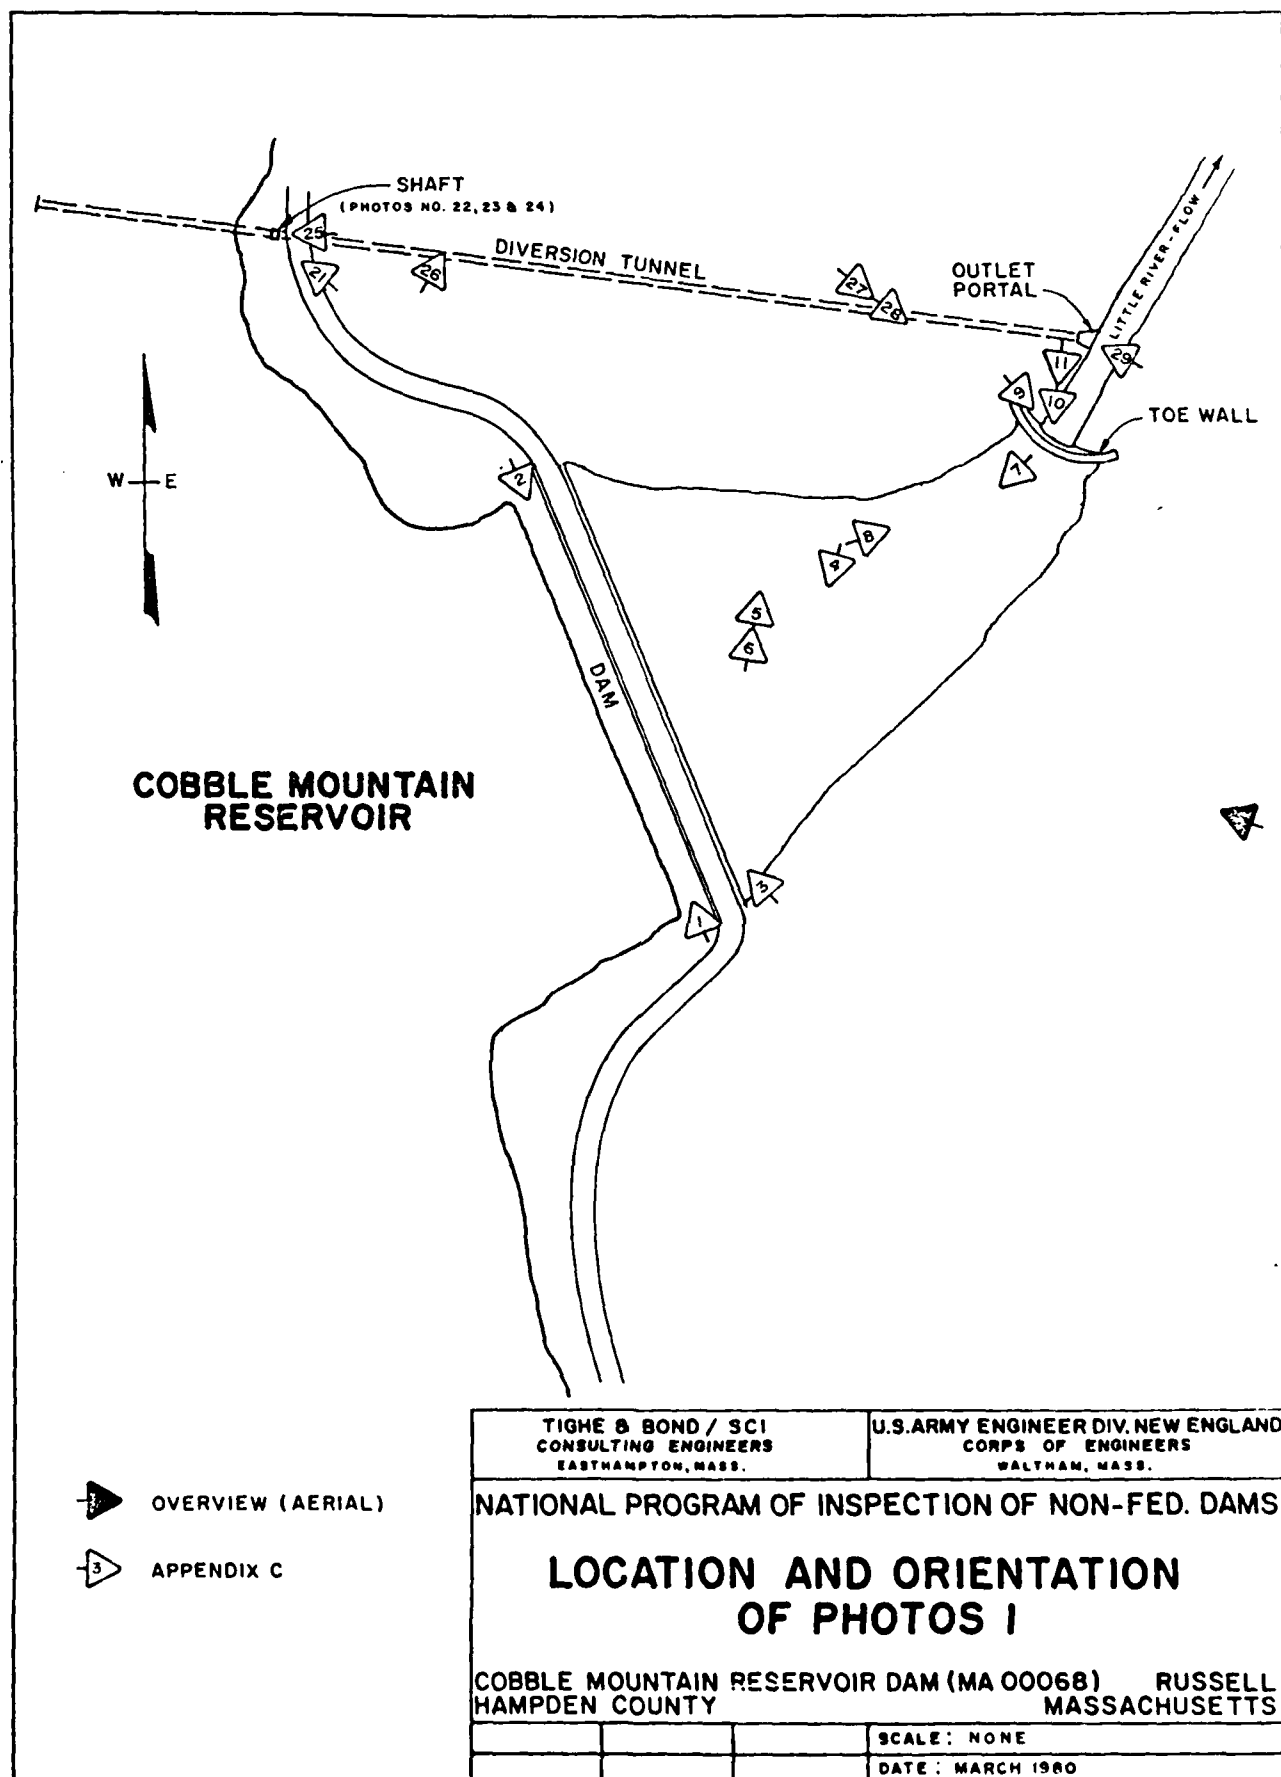 SHAFT
(PHOTOS NO. 22, 23 & 24)
25
21
26
DIVERSION TUNNEL
27
28
OUTLET
PORTAL
LITTLE RIVER-FLOW
11
29
9
10
TOE WALL
7
W E
2
8
4
5
6
DAM
COBBLE MOUNTAIN
RESERVOIR
3
1
TIGHE & BOND / SCI
CONSULTING ENGINEERS
EASTHAMPTON, MASS.
U.S. ARMY ENGINEER DIV. NEW ENGLAND
CORPS OF ENGINEERS
WALTHAM, MASS.
OVERVIEW (AERIAL)
3 APPENDIX C
NATIONAL PROGRAM OF INSPECTION OF NON-FED. DAMS
LOCATION AND ORIENTATION
OF PHOTOS I
COBBLE MOUNTAIN RESERVOIR DAM (MA 00068) RUSSELL
HAMPDEN COUNTY MASSACHUSETTS
SCALE: NONE
DATE: MARCH 1980